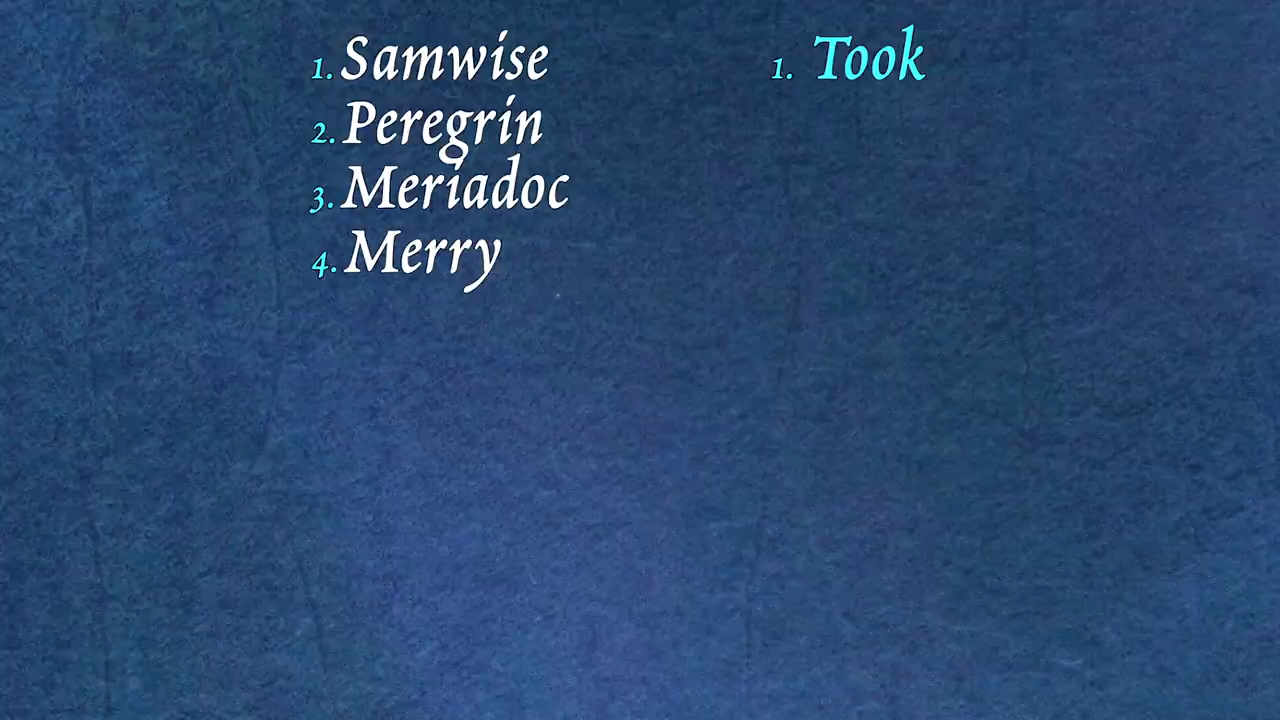 1. Samwise
2. Peregrin
3. Meriadoc
4. Merry
1. Took